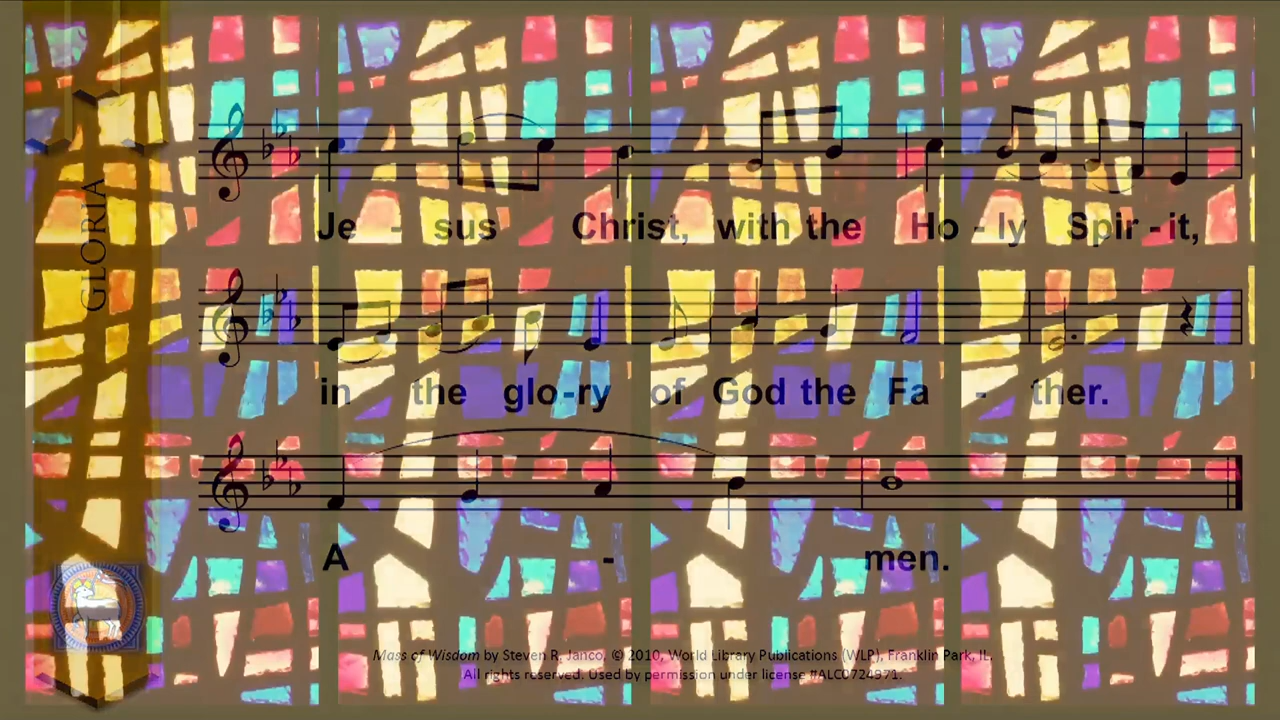 GLORIA
Je - sus Christ, with the Ho - ly Spir - it,
in the glo - ry of God the Fa - ther.
A - men.
Mass of Wisdom by Steven R. Janco, © 2010, World Library Publications (WLP), Franklin Park, IL.
All rights reserved. Used by permission under license #ALC0724371.